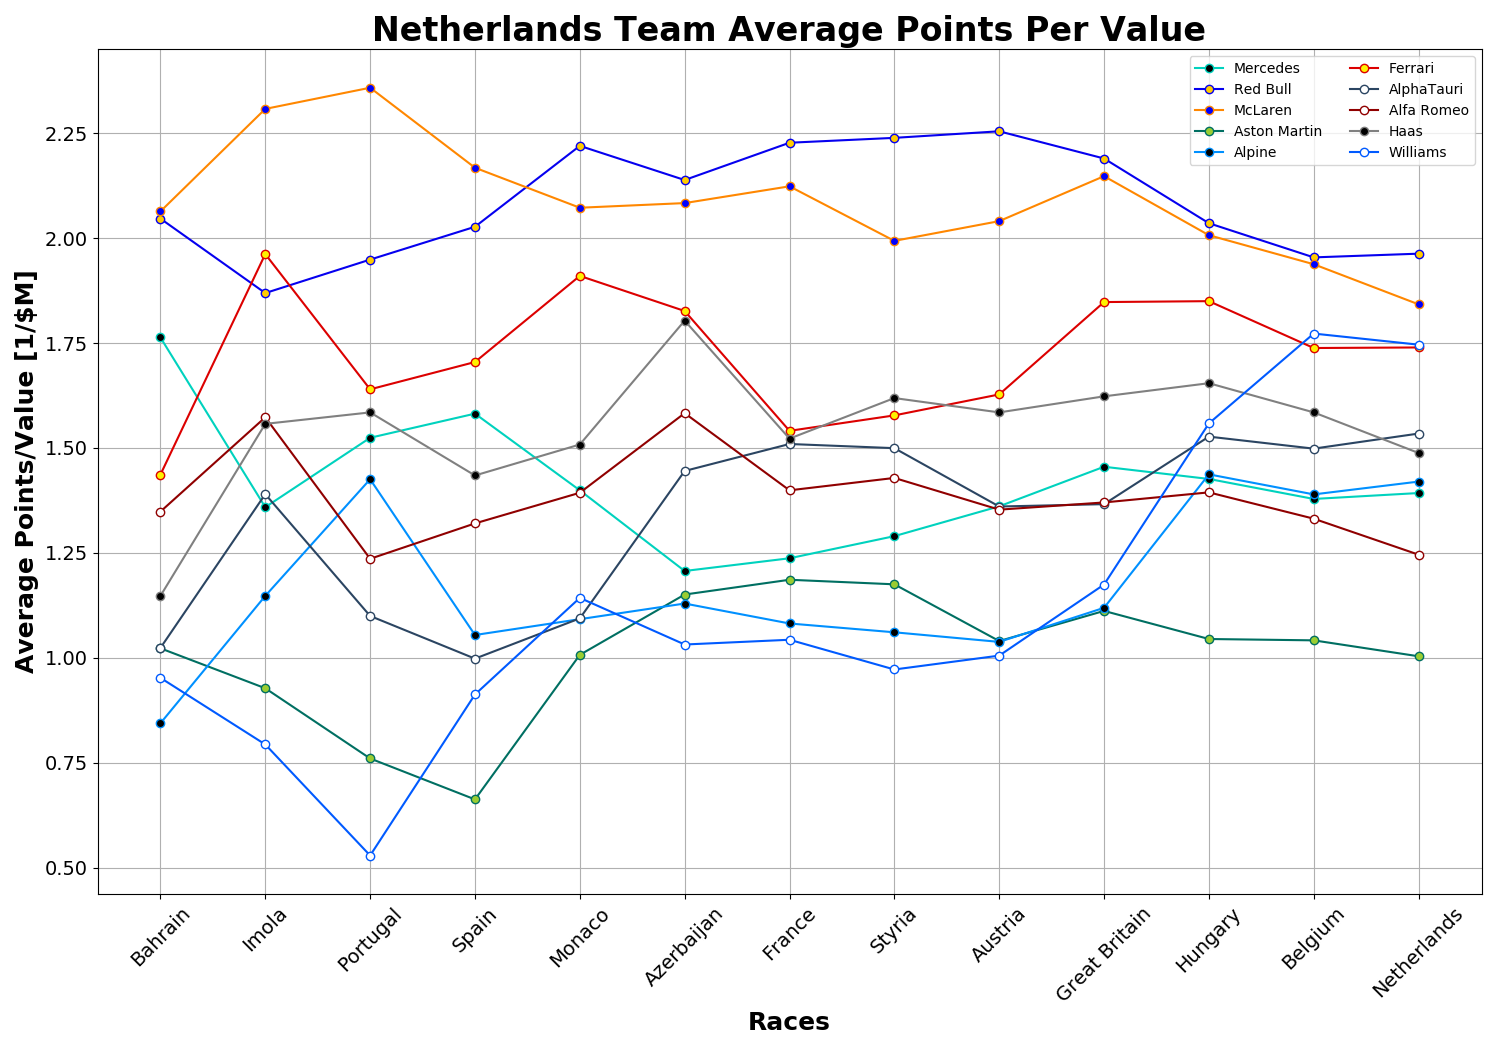 Netherlands Team Average Points Per Value
Mercedes
Red Bull
McLaren
Aston Martin
Alpine
Ferrari
AlphaTauri
Alfa Romeo
Haas
Williams
Average Points/Value [1/$M]
2.25
2.00
1.75
1.50
1.25
1.00
0.75
0.50
Bahrain
Imola
Portugal
Spain
Monaco
Azerbaijan
France
Styria
Austria
Great Britain
Hungary
Belgium
Netherlands
Races